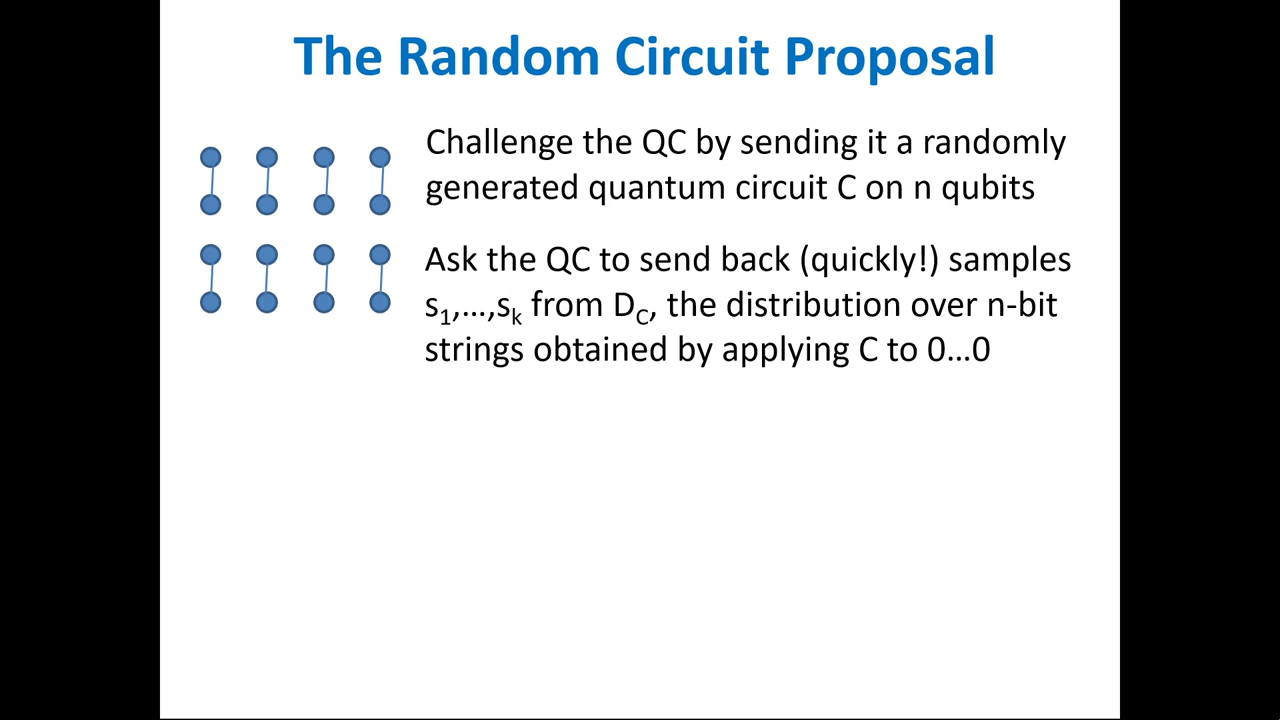 The Random Circuit Proposal
Challenge the QC by sending it a randomly
generated quantum circuit C on n qubits
Ask the QC to send back (quickly!) samples
s₁,…,sₖ from D_C, the distribution over n-bit
strings obtained by applying C to 0…0